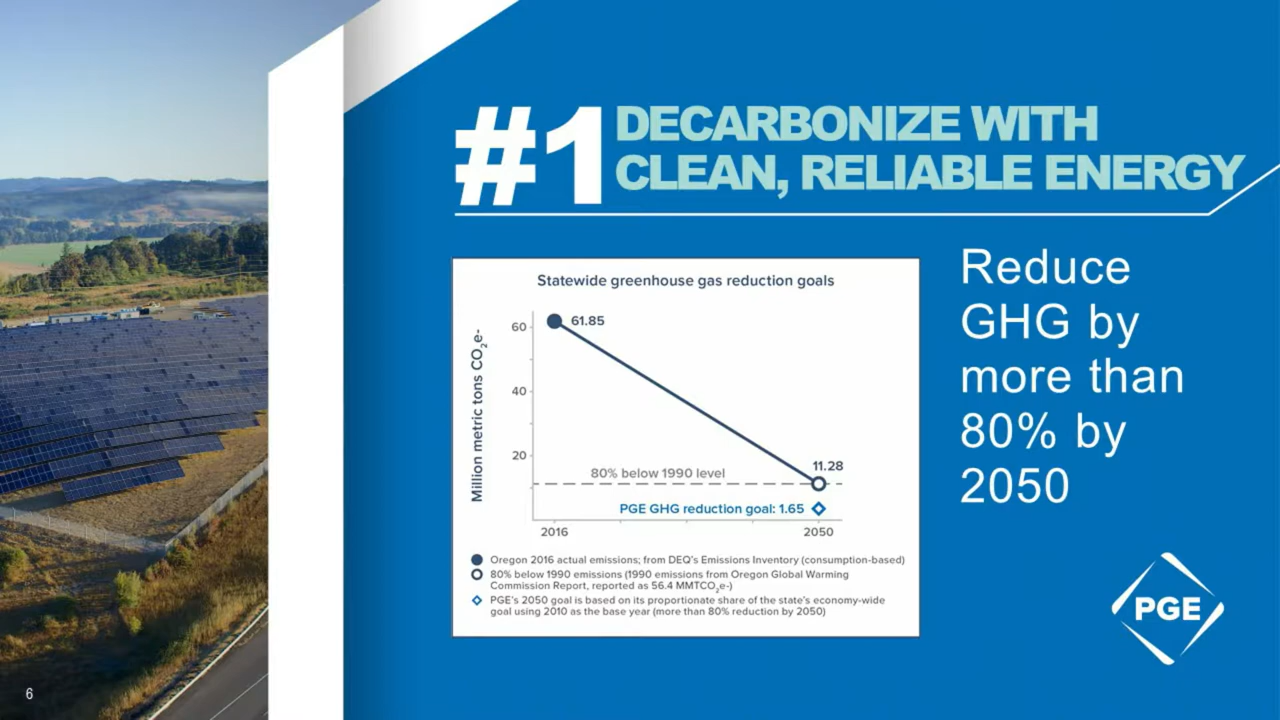 #1 DECARBONIZE WITH
CLEAN, RELIABLE ENERGY
Statewide greenhouse gas reduction goals
Million metric tons CO₂e-
60
40
20
61.85
11.28
80% below 1990 level
PGE GHG reduction goal: 1.65
2016
2050
Oregon 2016 actual emissions; from DEQ's Emissions Inventory (consumption-based)
80% below 1990 emissions (1990 emissions from Oregon Global Warming
Commission Report, reported as 56.4 MMTCO₂e-)
PGE's 2050 goal is based on its proportionate share of the state's economy-wide
goal using 2010 as the base year (more than 80% reduction by 2050)
Reduce
GHG by
more than
80% by
2050
PGE
6